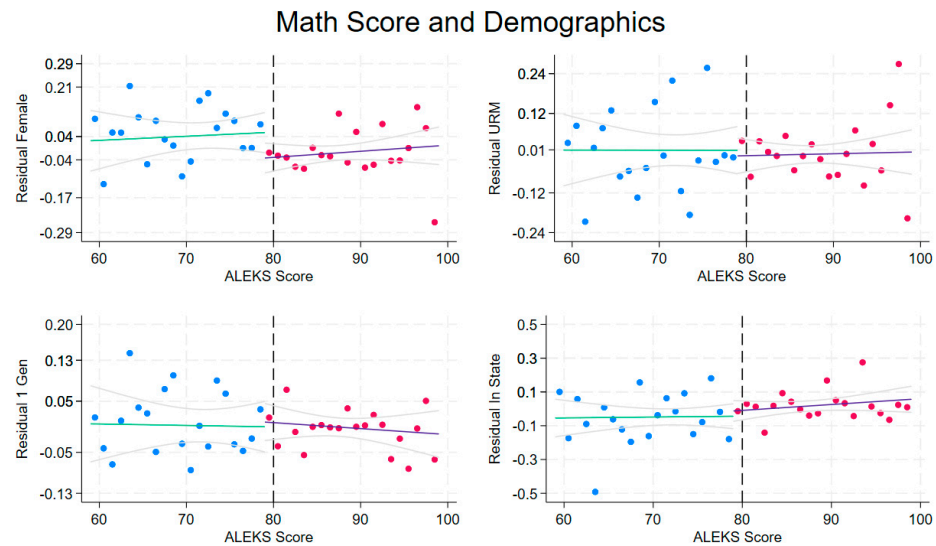 Math Score and Demographics
Residual Female
0.29
0.21
0.04
-0.04
-0.17
-0.29
60 70 80 90 100
ALEKS Score
Residual URM
0.24
0.12
0.01
-0.12
-0.24
60 70 80 90 100
ALEKS Score
Residual 1 Gen
0.20
0.13
0.05
-0.05
-0.13
60 70 80 90 100
ALEKS Score
Residual In State
0.5
0.3
0.1
-0.1
-0.3
-0.5
60 70 80 90 100
ALEKS Score